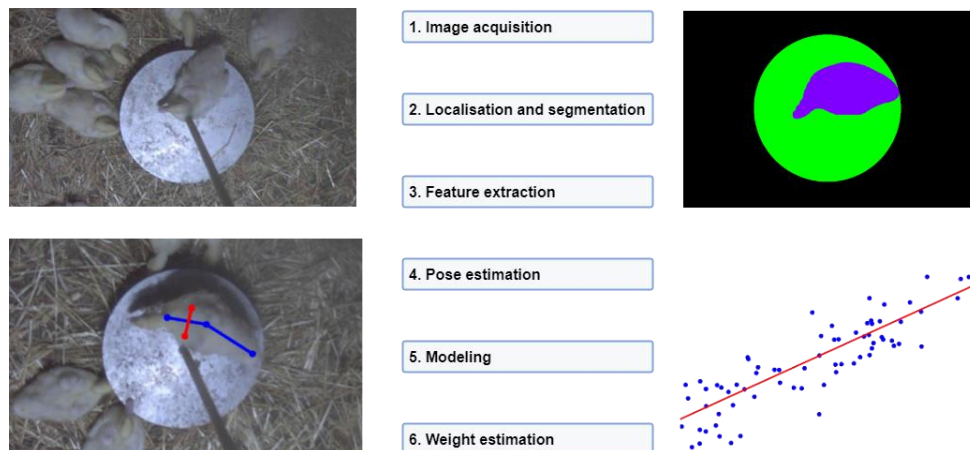 1. Image acquisition
2. Localisation and segmentation
3. Feature extraction
4. Pose estimation
5. Modeling
6. Weight estimation